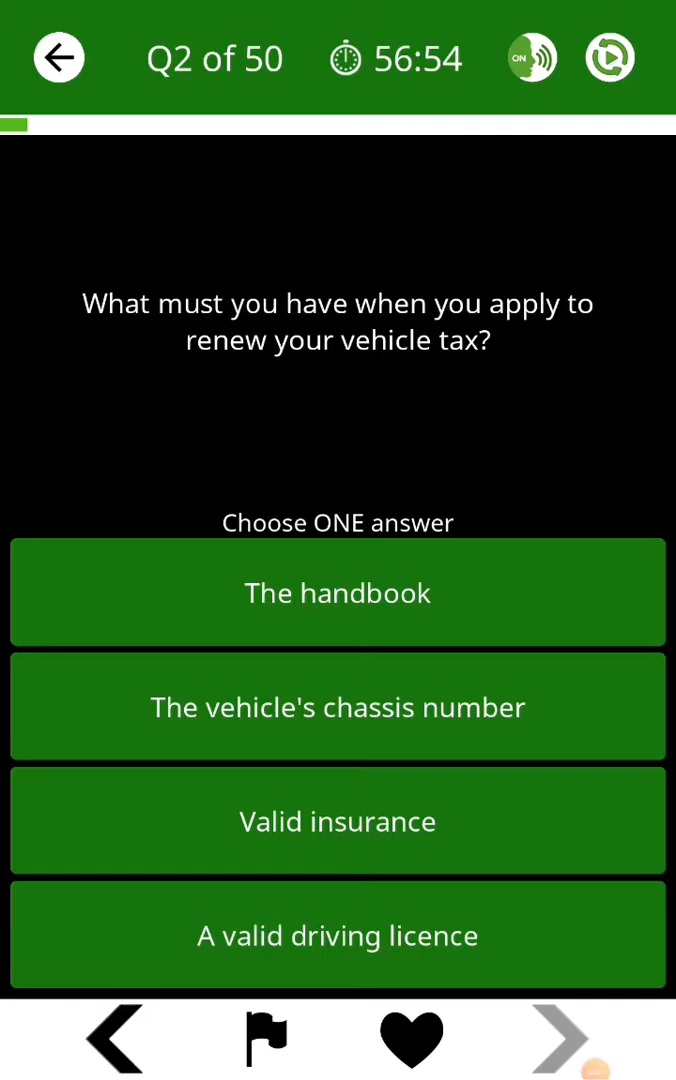 Q2 of 50 56:54
ON
What must you have when you apply to
renew your vehicle tax?
Choose ONE answer
The handbook
The vehicle's chassis number
Valid insurance
A valid driving licence